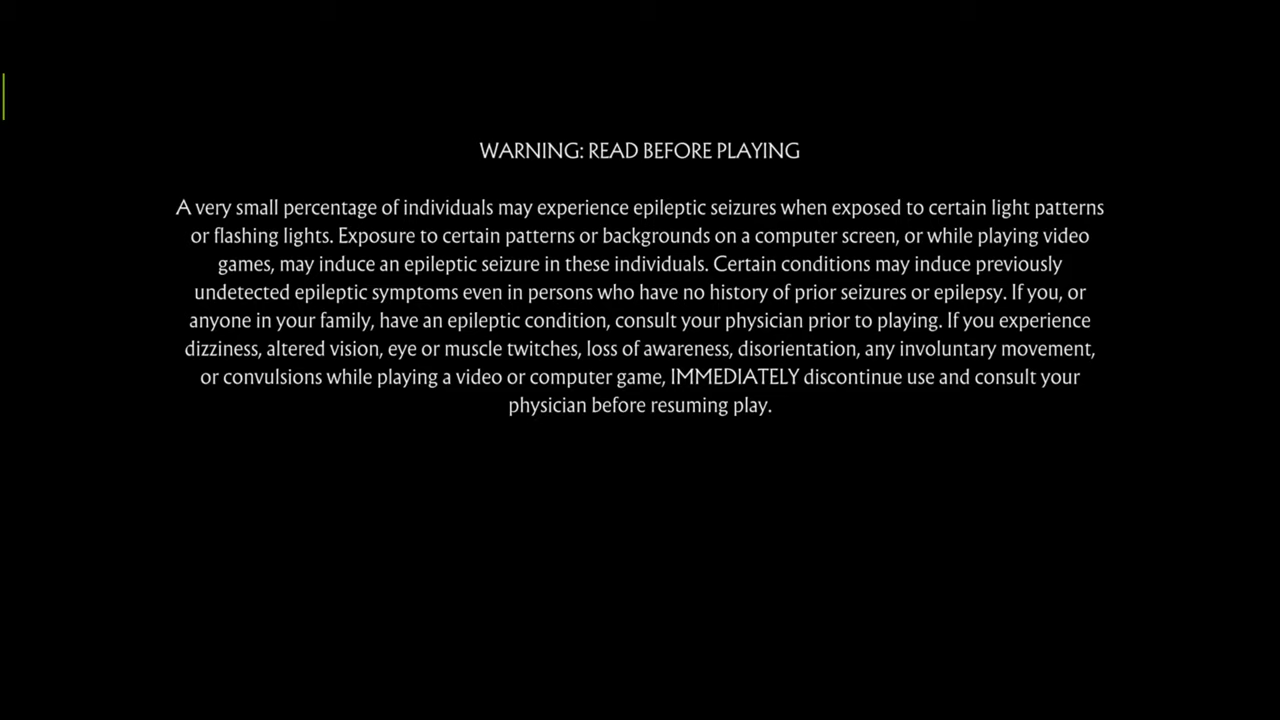 WARNING: READ BEFORE PLAYING
A very small percentage of individuals may experience epileptic seizures when exposed to certain light patterns
or flashing lights. Exposure to certain patterns or backgrounds on a computer screen, or while playing video
games, may induce an epileptic seizure in these individuals. Certain conditions may induce previously
undetected epileptic symptoms even in persons who have no history of prior seizures or epilepsy. If you, or
anyone in your family, have an epileptic condition, consult your physician prior to playing. If you experience
dizziness, altered vision, eye or muscle twitches, loss of awareness, disorientation, any involuntary movement,
or convulsions while playing a video or computer game, IMMEDIATELY discontinue use and consult your
physician before resuming play.